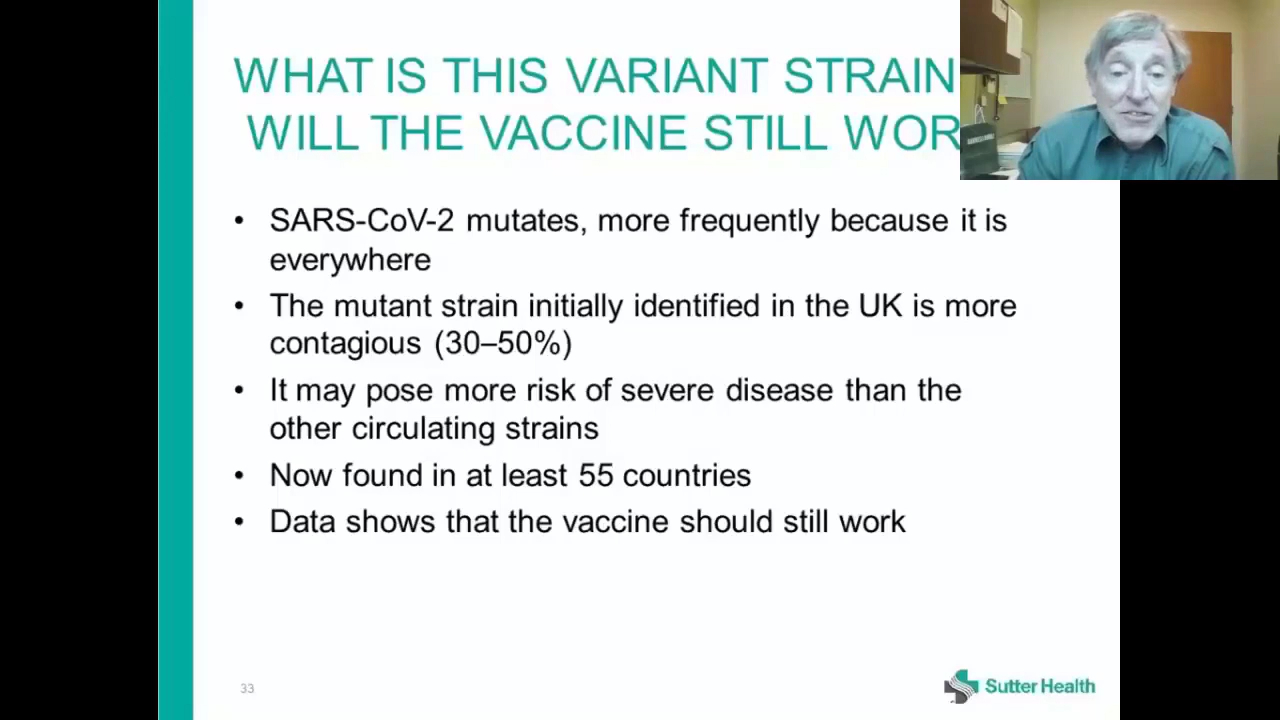 WHAT IS THIS VARIANT STRAIN
WILL THE VACCINE STILL WOR
• SARS-CoV-2 mutates, more frequently because it is
everywhere
• The mutant strain initially identified in the UK is more
contagious (30–50%)
• It may pose more risk of severe disease than the
other circulating strains
• Now found in at least 55 countries
• Data shows that the vaccine should still work
33
Sutter Health